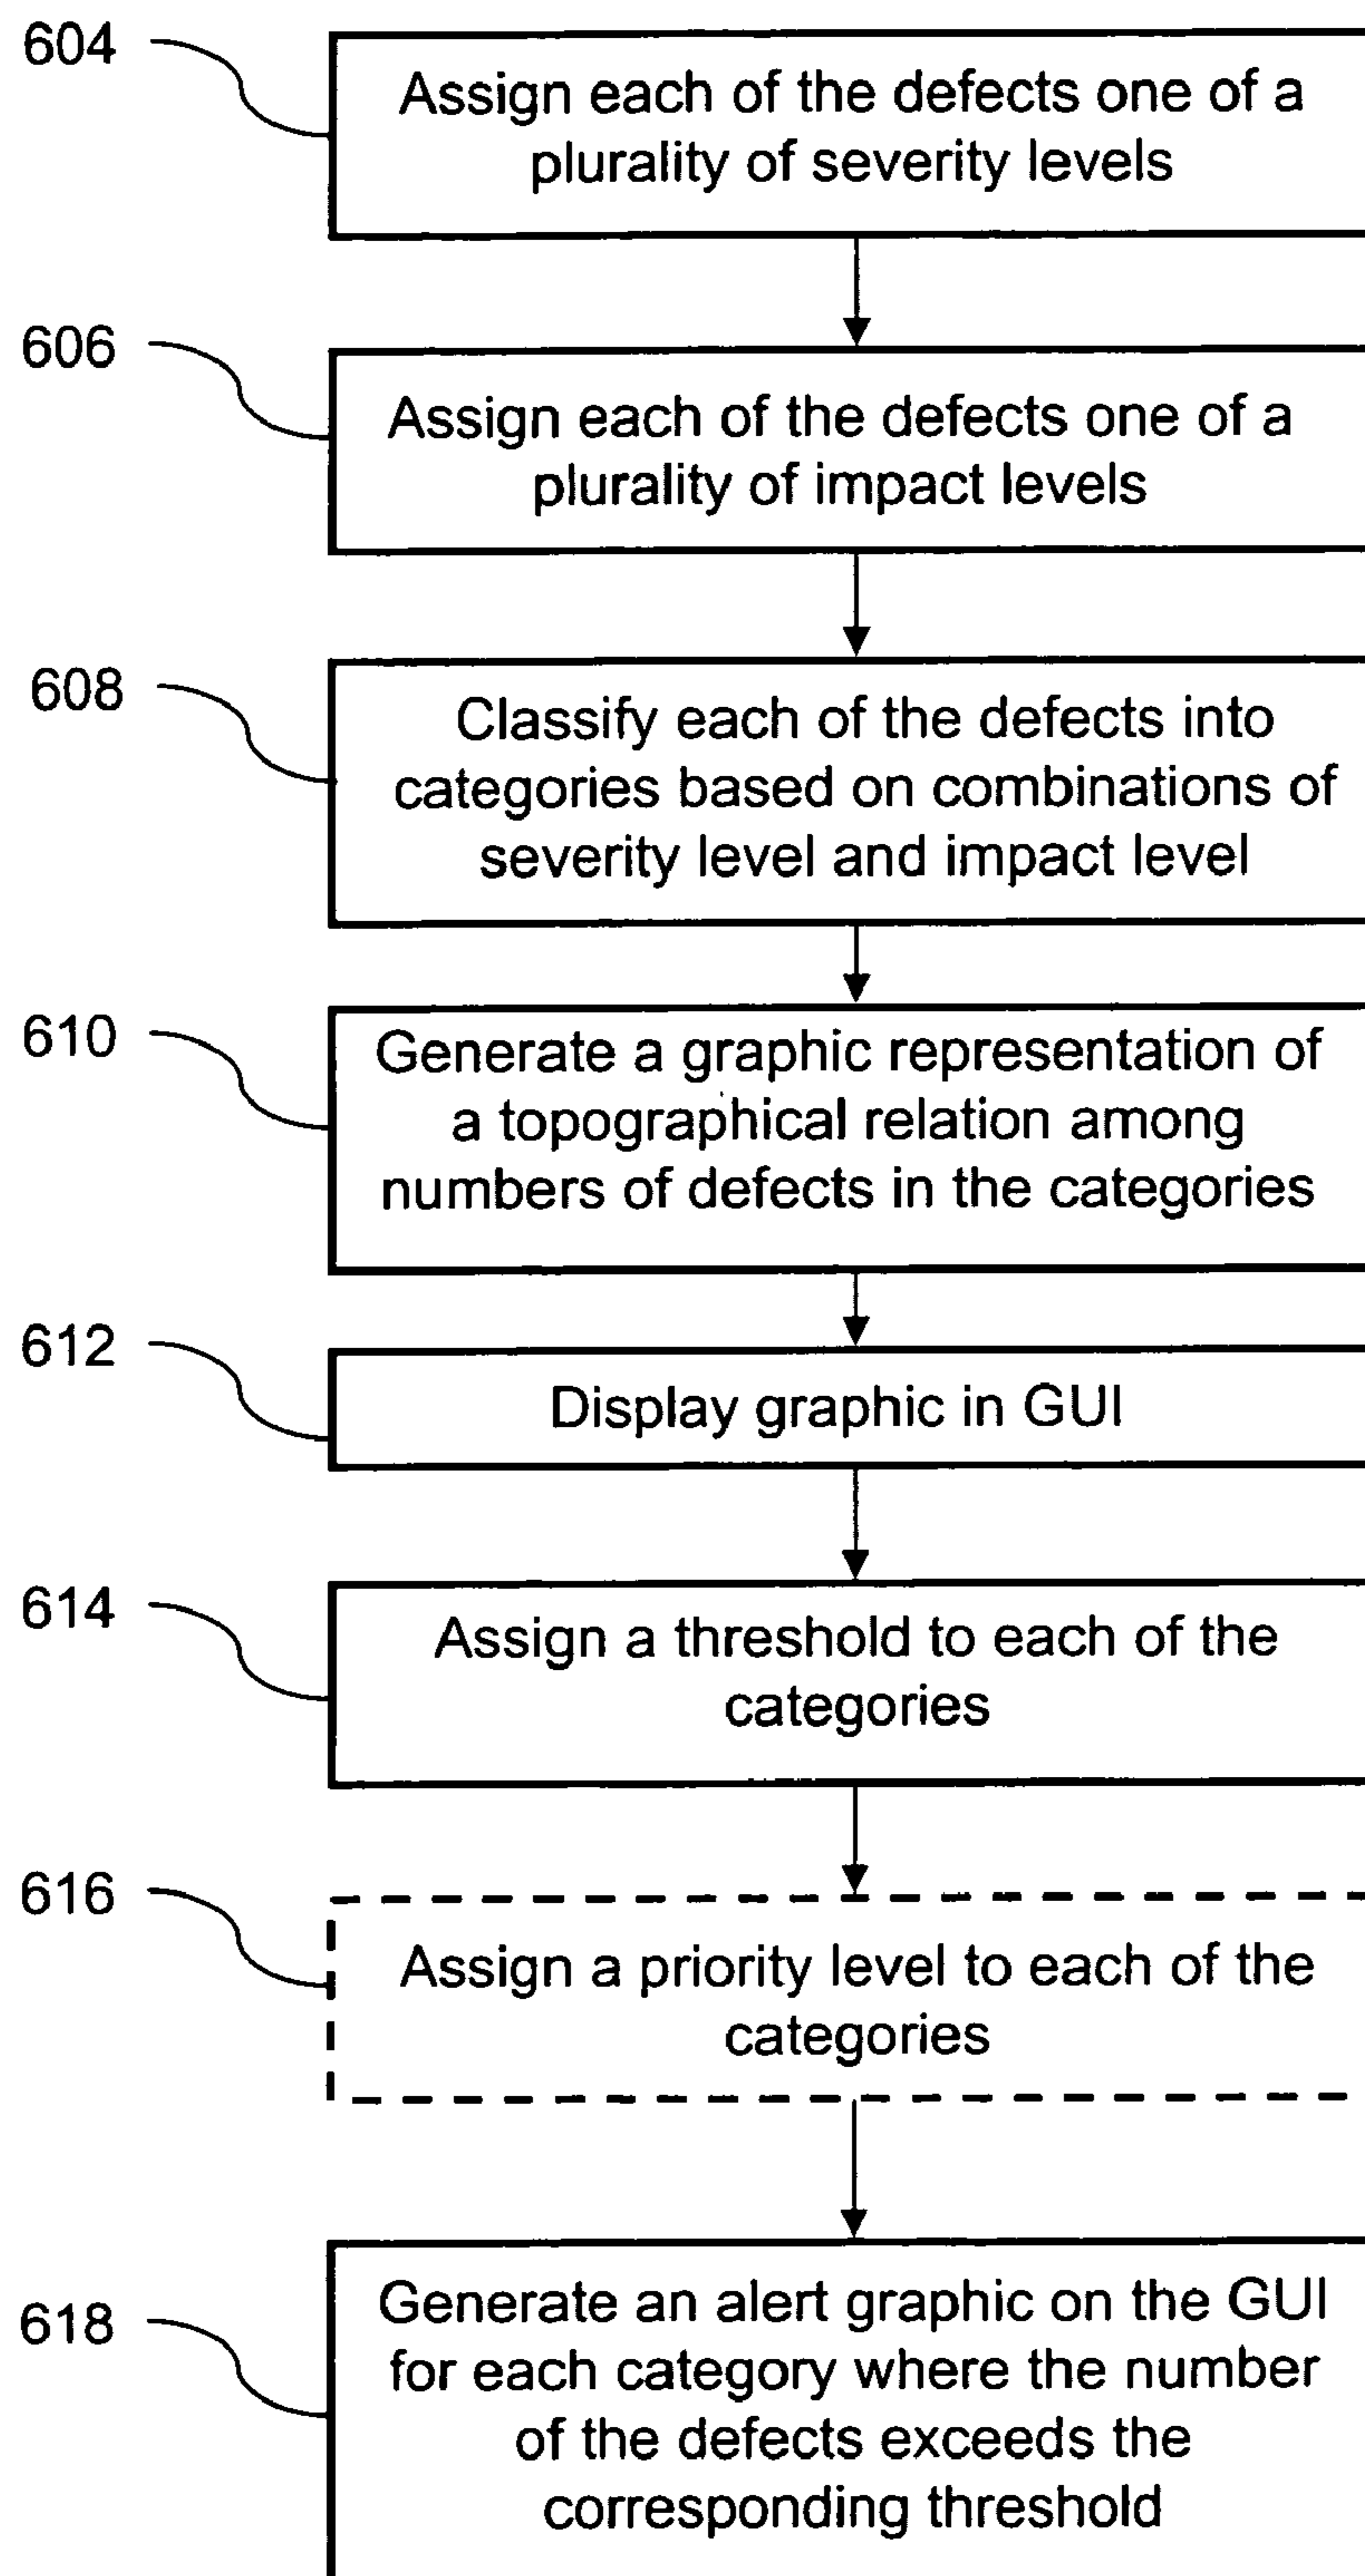 604
Assign each of the defects one of a
plurality of severity levels
606
Assign each of the defects one of a
plurality of impact levels
608
Classify each of the defects into
categories based on combinations of
severity level and impact level
610
Generate a graphic representation of
a topographical relation among
numbers of defects in the categories
612
Display graphic in GUI
614
Assign a threshold to each of the
categories
616
Assign a priority level to each of the
categories
618
Generate an alert graphic on the GUI
for each category where the number
of the defects exceeds the
corresponding threshold